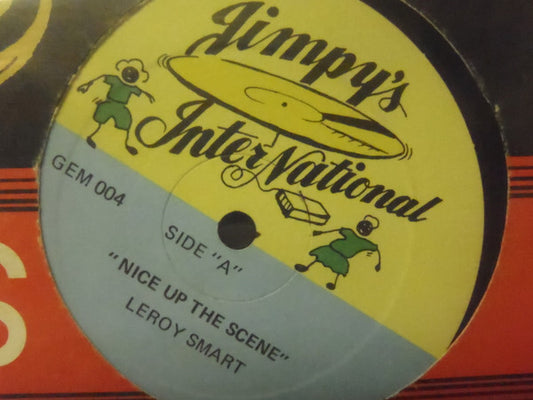 Jimpy's
InterNational
GEM 004
SIDE "A"
"NICE UP THE SCENE"
LEROY SMART
S